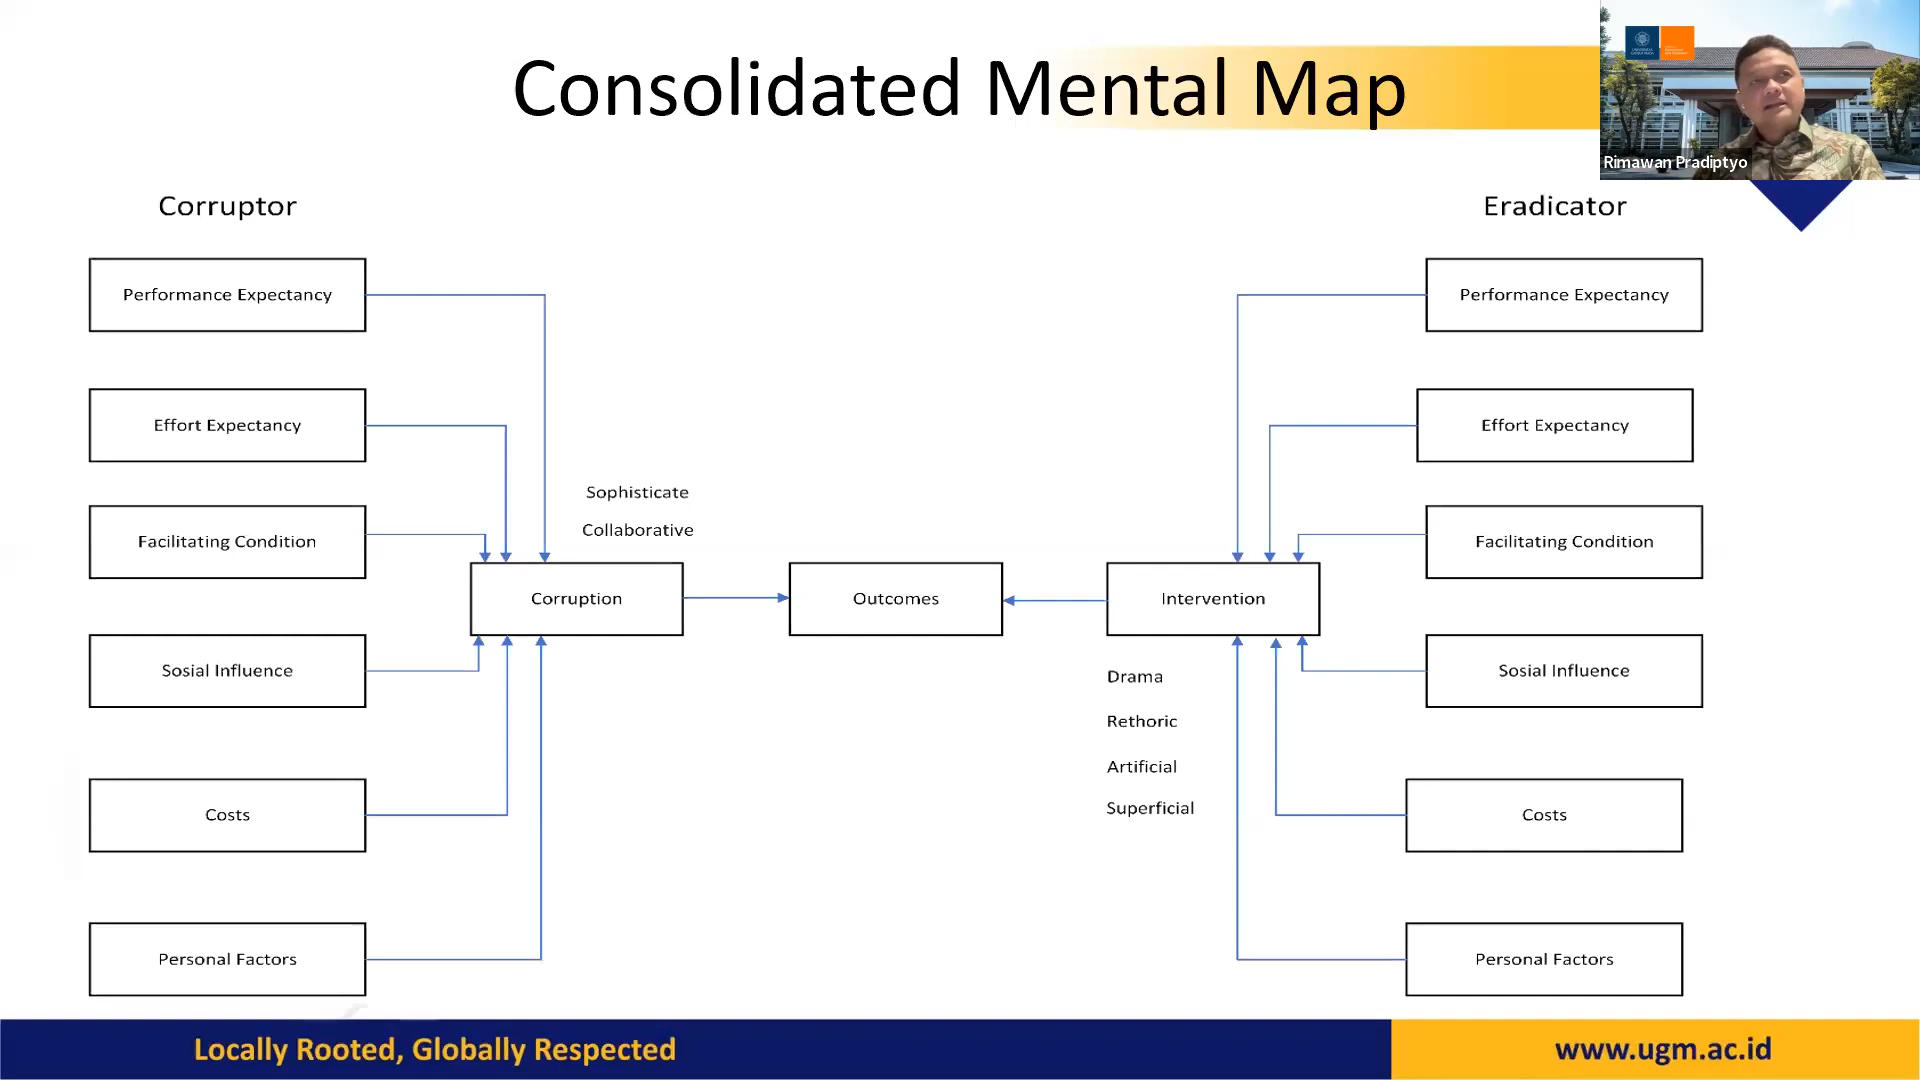 Consolidated Mental Map
Rimawan Pradiptyo
Corruptor
Eradicator
Performance Expectancy
Performance Expectancy
Effort Expectancy
Effort Expectancy
Sophisticate
Collaborative
Facilitating Condition
Facilitating Condition
Corruption
Outcomes
Intervention
Sosial Influence
Sosial Influence
Drama
Rethoric
Artificial
Superficial
Costs
Costs
Personal Factors
Personal Factors
Locally Rooted, Globally Respected
www.ugm.ac.id